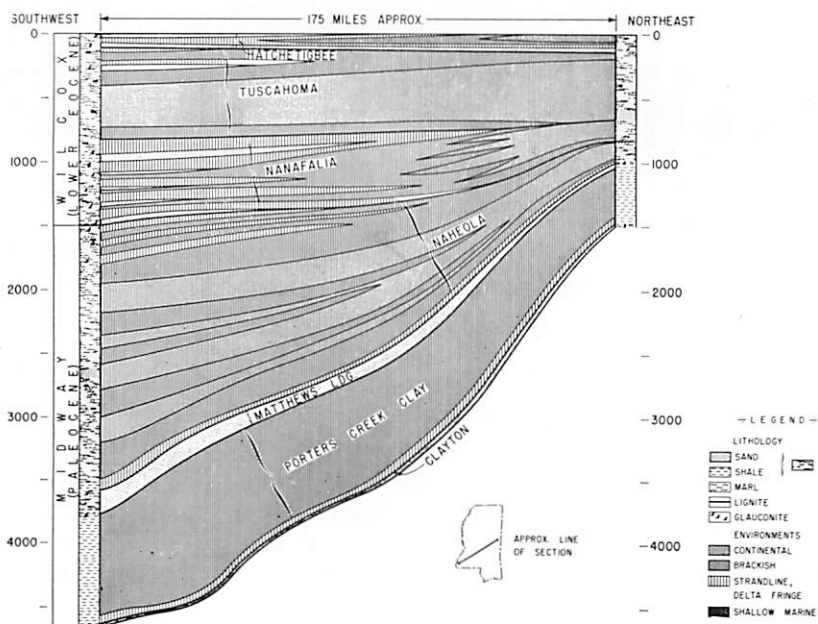 SOUTHWEST
175 MILES APPROX.
NORTHEAST
0
1000
2000
3000
4000
0
1000
2000
3000
4000
WILCOX
(LOWER EOCENE)
MIDWAY
(PALEOCENE)
HATCHETIGBEE
TUSCAHOMA
NANAFALIA
NAHEOLA
MATTHEWS LDG
PORTERS CREEK CLAY
CLAYTON
APPROX. LINE
OF SECTION
LEGEND
LITHOLOGY
SAND
SHALE
MARL
LIGNITE
GLAUCONITE
ENVIRONMENTS
CONTINENTAL
BRACKISH
STRANDLINE,
DELTA FRINGE
SHALLOW MARINE